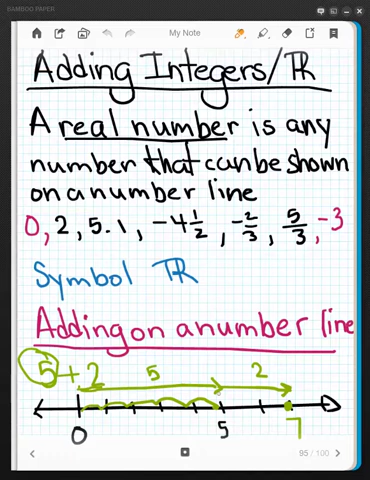 BAMBOO PAPER
My Note
Adding Integers/ℝ
A real number is any
number that can be shown
on a number line
0, 2, 5.1, -4 1/2, -2/3, 5/3, -3
Symbol ℝ
Adding on a number line
5+2
5 2
0 5 7
95 / 100